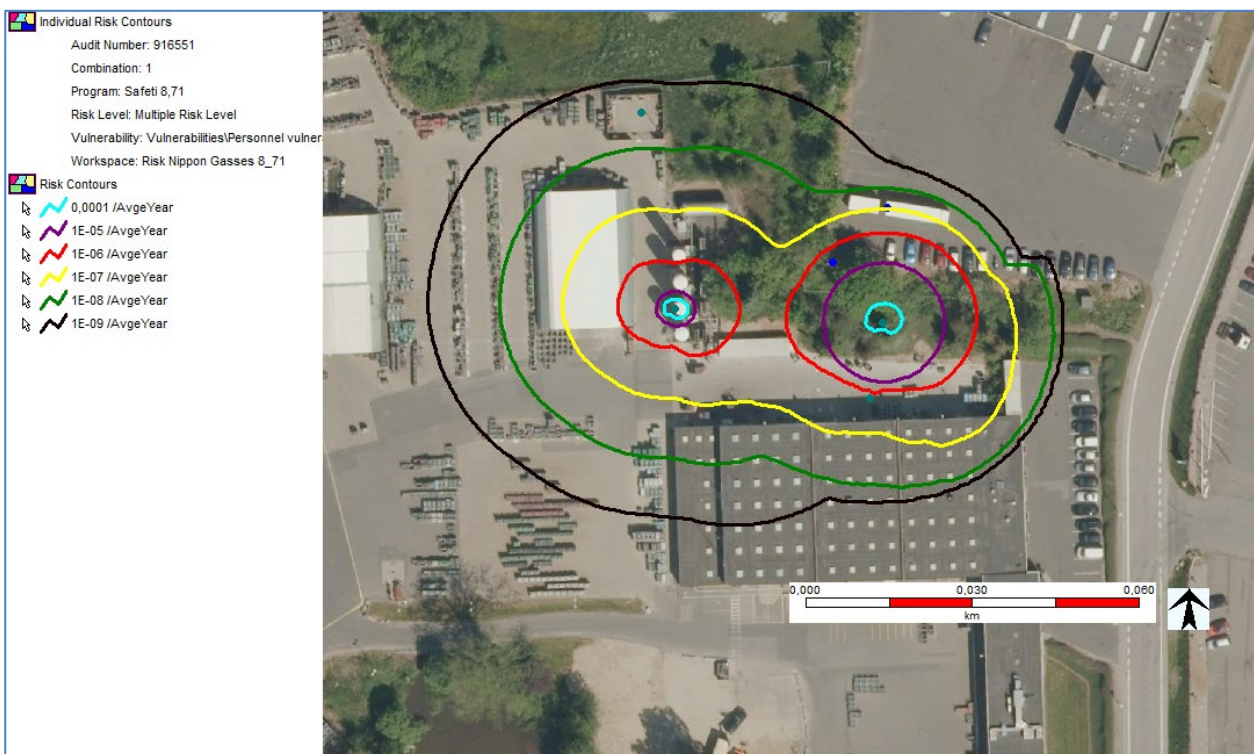 Individual Risk Contours
Audit Number: 916551
Combination: 1
Program: Safeti 8,71
Risk Level: Multiple Risk Level
Vulnerability: Vulnerabilities\Personnel vulner
Workspace: Risk Nippon Gasses 8_71
Risk Contours
0,0001 /AvgeYear
1E-05 /AvgeYear
1E-06 /AvgeYear
1E-07 /AvgeYear
1E-08 /AvgeYear
1E-09 /AvgeYear
0,000 0,030 0,060
km